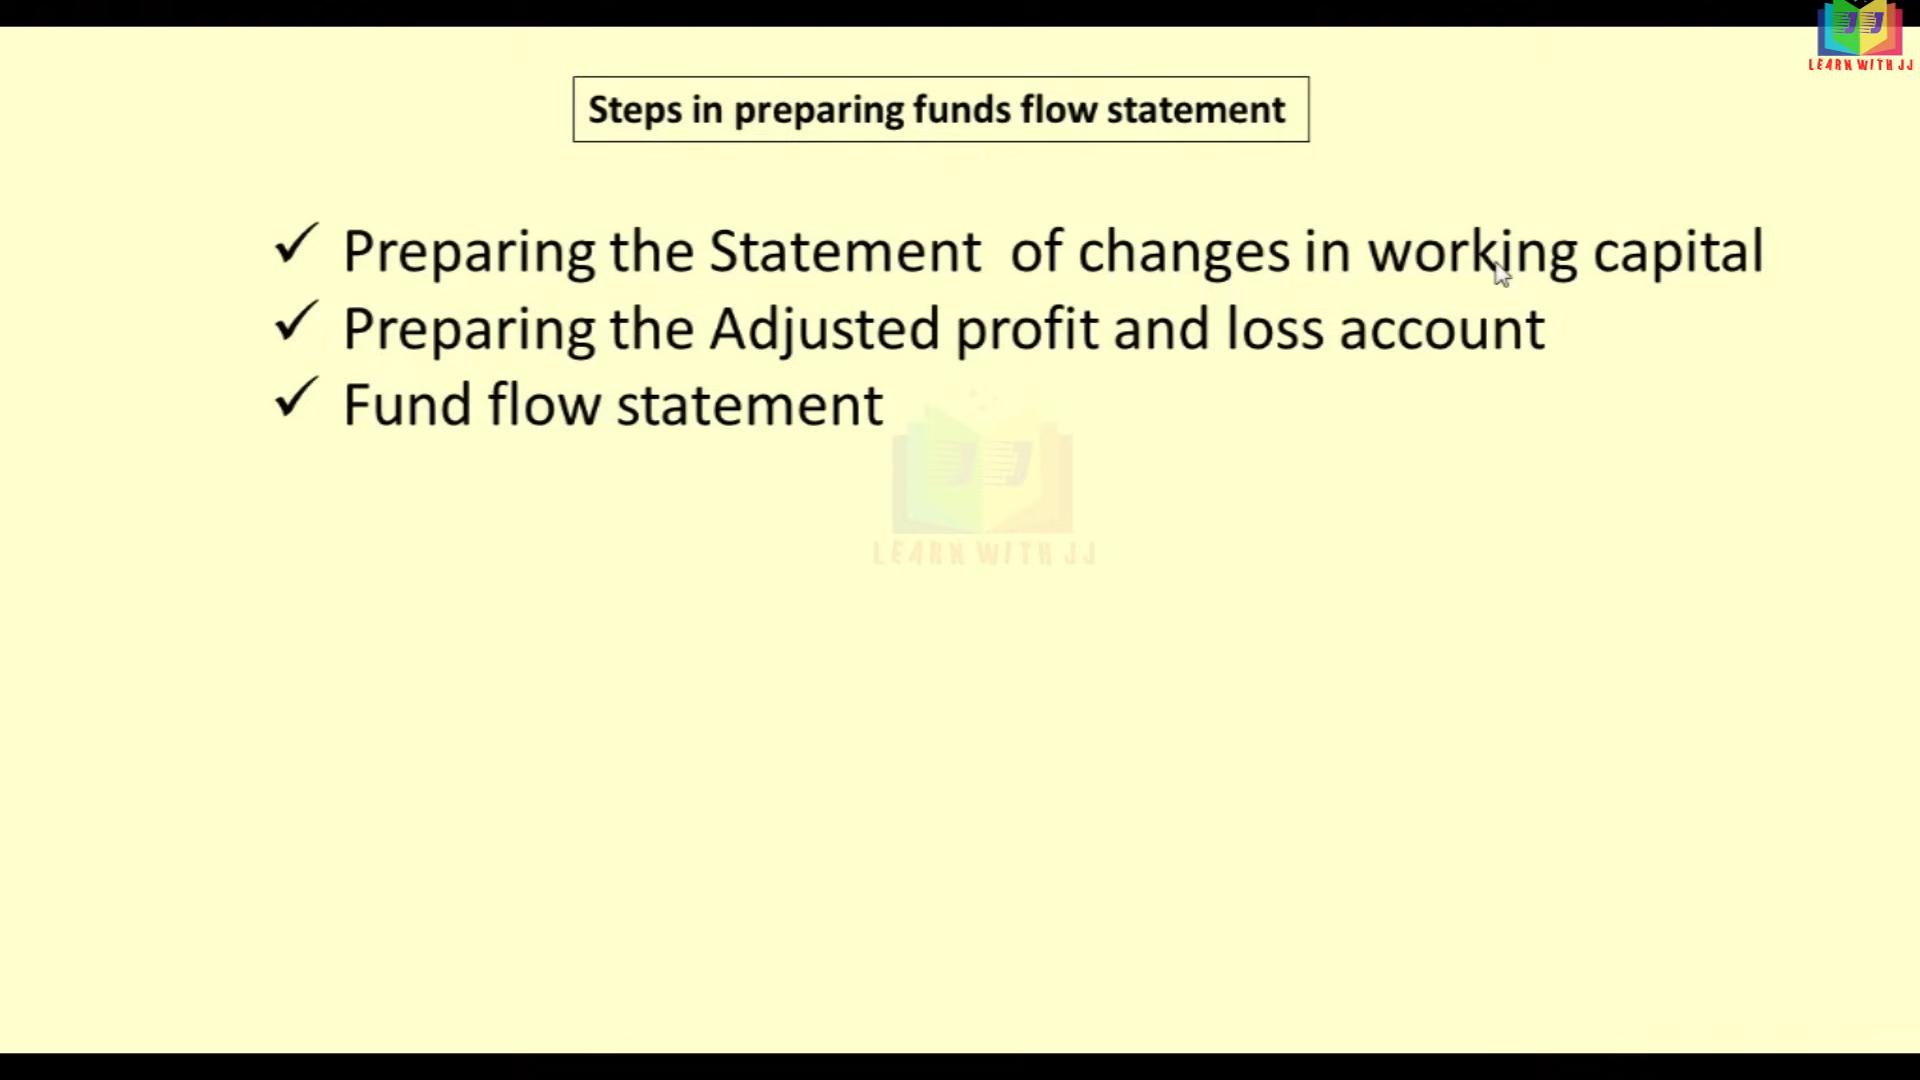 LEARN WITH JJ
Steps in preparing funds flow statement
✓ Preparing the Statement of changes in working capital
✓ Preparing the Adjusted profit and loss account
✓ Fund flow statement
JJ
LEARN WITH JJ